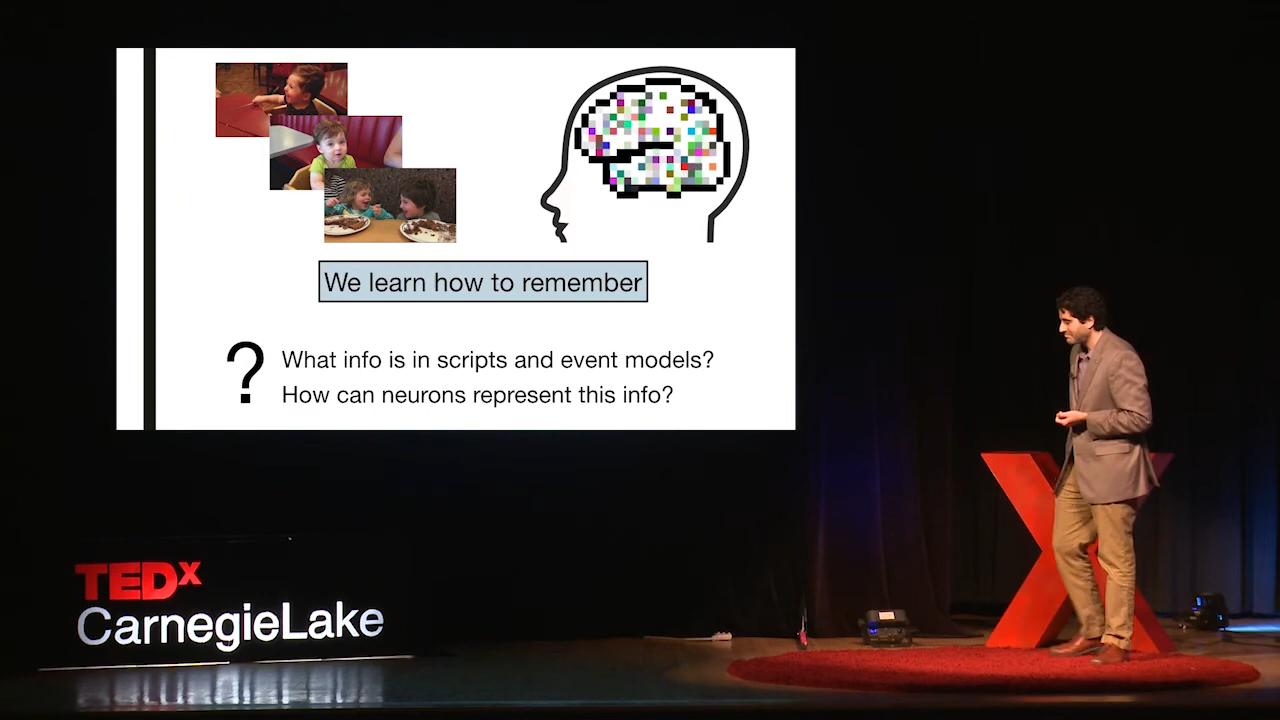 We learn how to remember
?
What info is in scripts and event models?
How can neurons represent this info?
TEDx
CarnegieLake
X